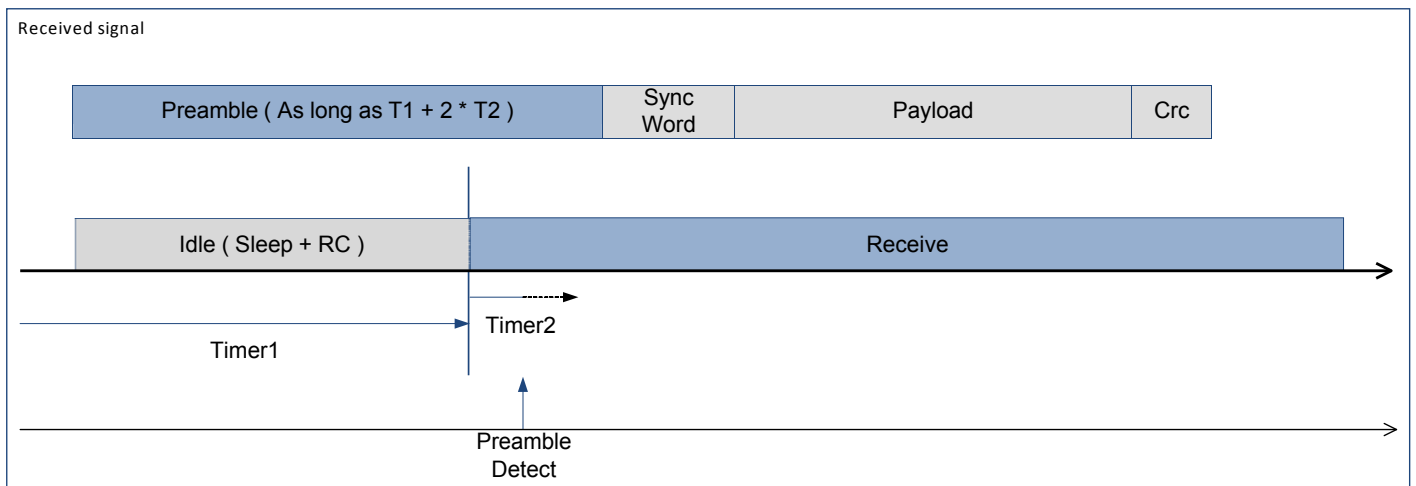 Received signal
Preamble ( As long as T1 + 2 * T2 )
Sync
Word
Payload
Crc
Idle ( Sleep + RC )
Receive
Timer2
Timer1
Preamble
Detect